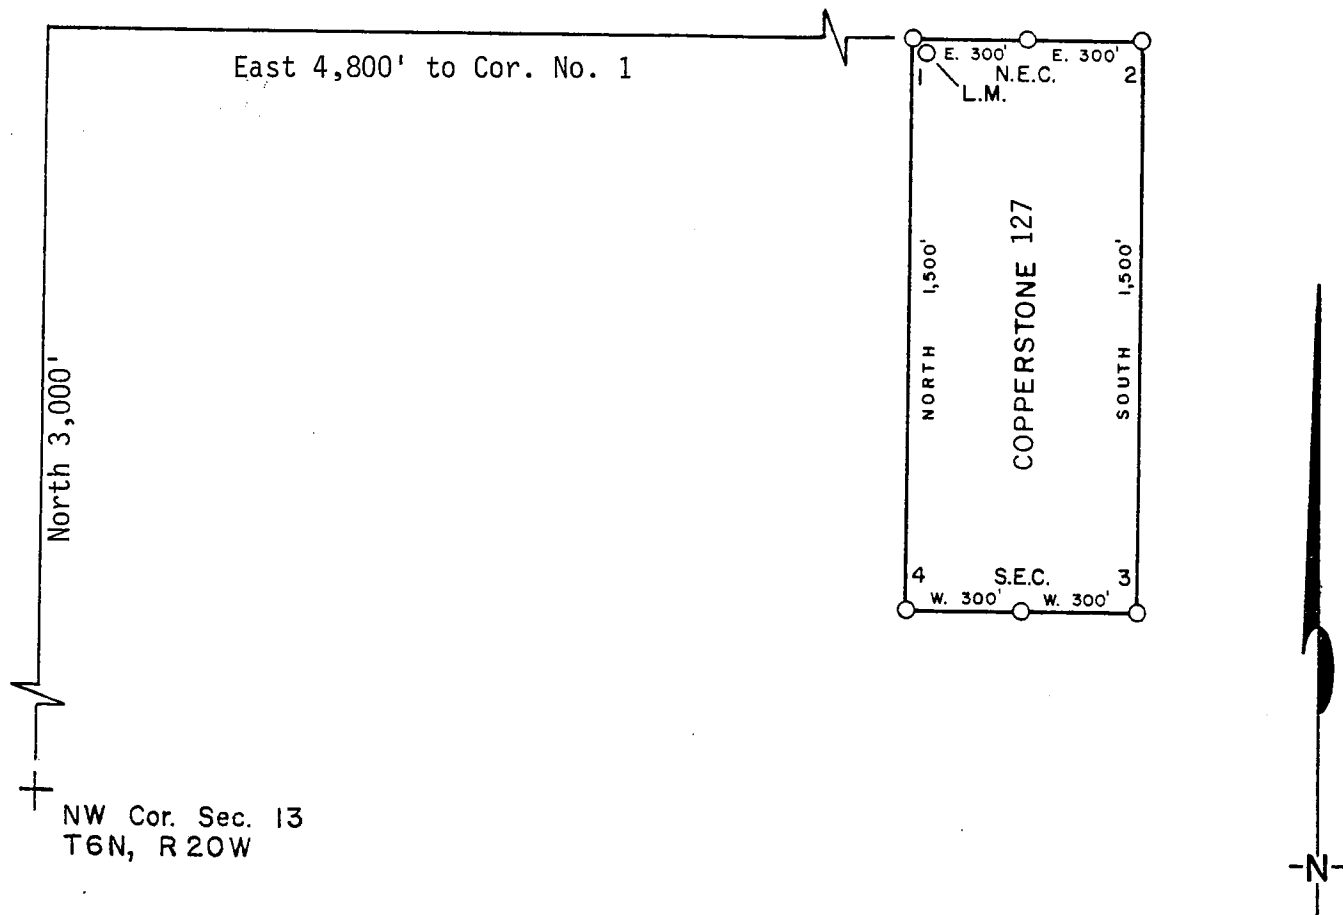 East 4,800' to Cor. No. 1
E. 300' E. 300'
1 N.E.C. 2
L.M.
North 3,000'
NORTH 1,500'
COPPERSTONE 127
SOUTH 1,500'
4 S.E.C. 3
W. 300' W. 300'
NW Cor. Sec. 13
T6N, R20W
-N-